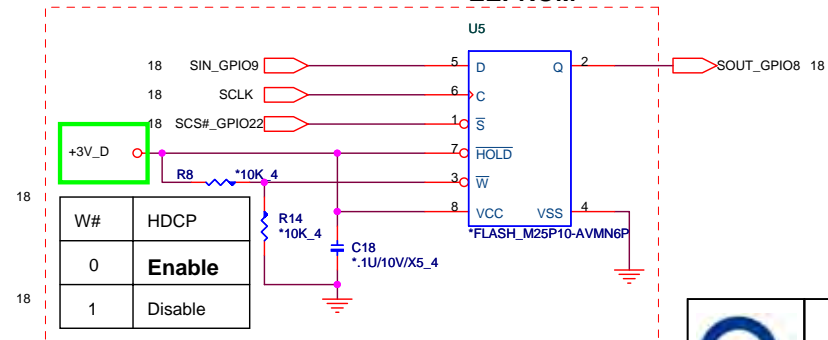 U5
18 SIN_GPIO9 5 D Q 2 SOUT_GPIO8 18
18 SCLK 6 C
18 SCS#_GPIO22 1 S
+3V_D 7 HOLD
R8 *10K_4 3 W
18
8 VCC VSS 4
*FLASH_M25P10-AVMN6P
R14
*10K_4
C18
*.1U/10V/X5_4
W# HDCP
0 Enable
1 Disable
18